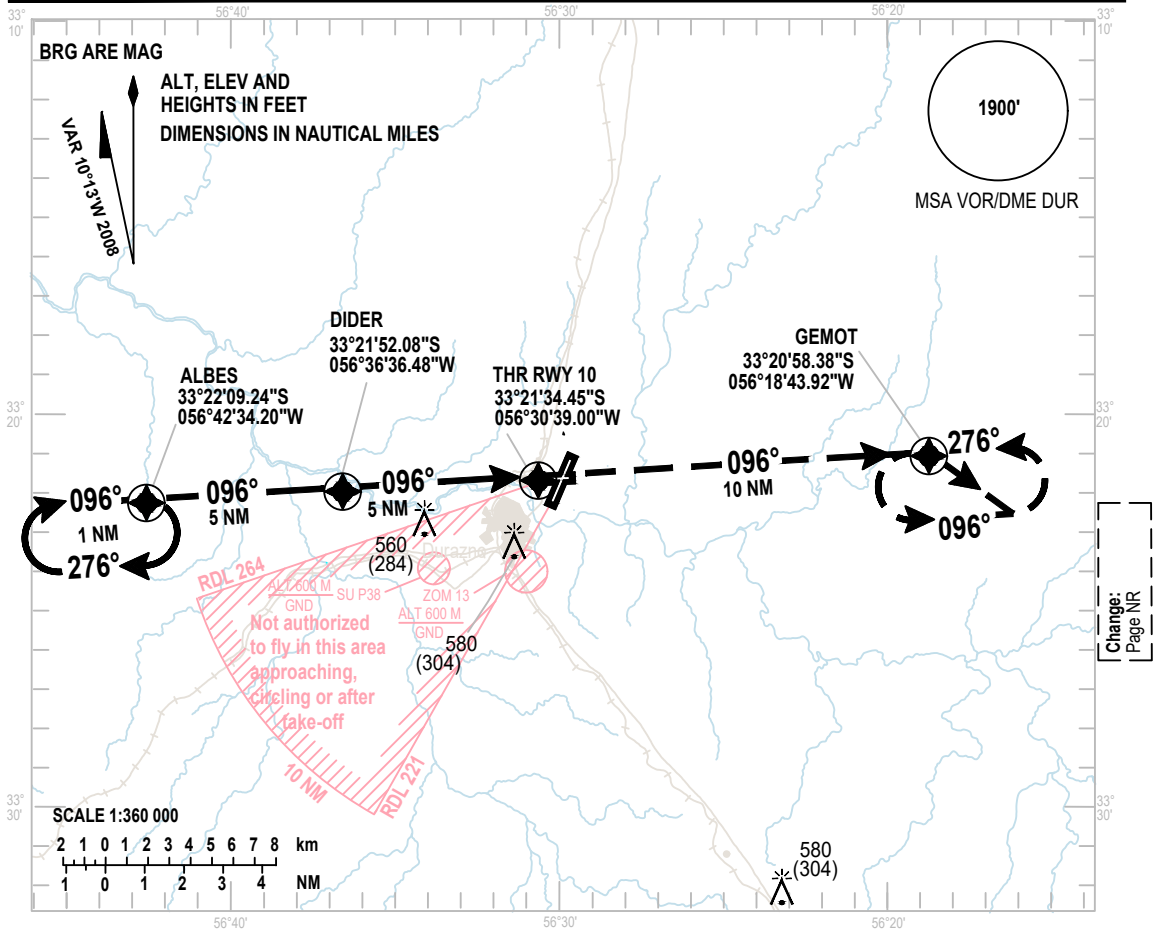 56°40'
56°30'
56°20'
33°
10'
33°
10'
BRG ARE MAG
ALT, ELEV AND
HEIGHTS IN FEET
DIMENSIONS IN NAUTICAL MILES
VAR 10°13'W 2008
1900'
MSA VOR/DME DUR
DIDER
33°21'52.08"S
056°36'36.48"W
GEMOT
33°20'58.38"S
056°18'43.92"W
ALBES
33°22'09.24"S
056°42'34.20"W
THR RWY 10
33°21'34.45"S
056°30'39.00"W
33°
20'
33°
20'
096°
1 NM
276°
096°
5 NM
096°
5 NM
096°
10 NM
276°
096°
560
(284)
Durazno
RDL 264
ALT 600 M
GND
SU P38
ZOM 13
ALT 600 M
GND
Not authorized
to fly in this area
approaching,
circling or after
take-off
580
(304)
10 NM
RDL 221
Change:
Page NR
33°
30'
33°
30'
SCALE 1:360 000
2 1 0 1 2 3 4 5 6 7 8 km
1 0 1 2 3 4 NM
580
(304)
56°40'
56°30'
56°20'